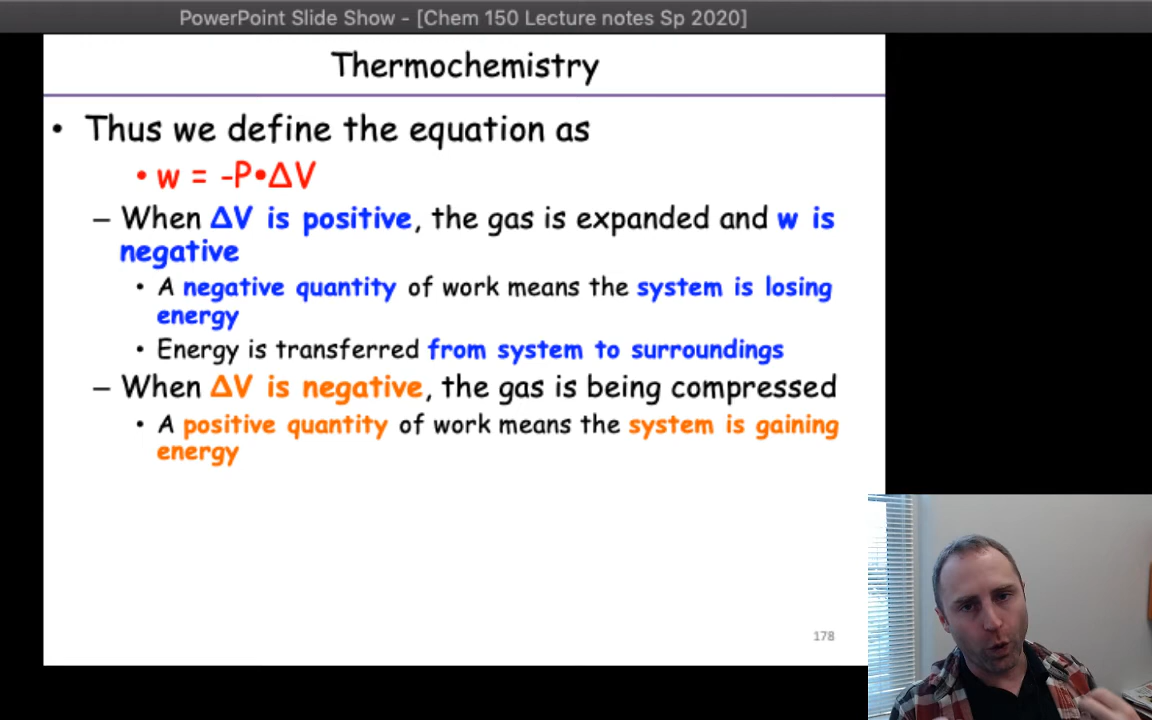 PowerPoint Slide Show - [Chem 150 Lecture notes Sp 2020]
Thermochemistry
• Thus we define the equation as
• w = -P•ΔV
– When ΔV is positive, the gas is expanded and w is
negative
• A negative quantity of work means the system is losing
energy
• Energy is transferred from system to surroundings
– When ΔV is negative, the gas is being compressed
• A positive quantity of work means the system is gaining
energy
178